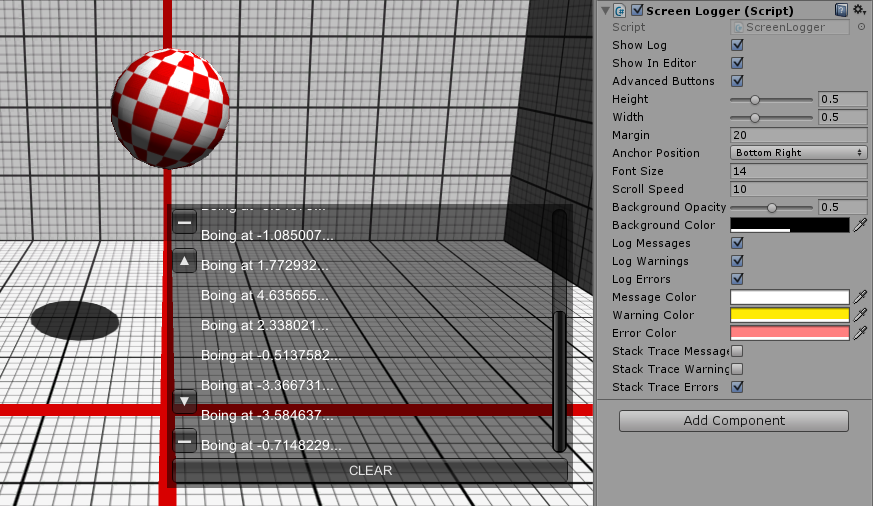 Boing at -1.085007...
Boing at 1.772932...
Boing at 4.635655...
Boing at 2.338021...
Boing at -0.5137582...
Boing at -3.366731...
Boing at -3.584637...
Boing at -0.7148229...
CLEAR
Screen Logger (Script)
Script ScreenLogger
Show Log
Show In Editor
Advanced Buttons
Height 0.5
Width 0.5
Margin 20
Anchor Position Bottom Right
Font Size 14
Scroll Speed 10
Background Opacity 0.5
Background Color
Log Messages
Log Warnings
Log Errors
Message Color
Warning Color
Error Color
Stack Trace Message
Stack Trace Warning
Stack Trace Errors
Add Component